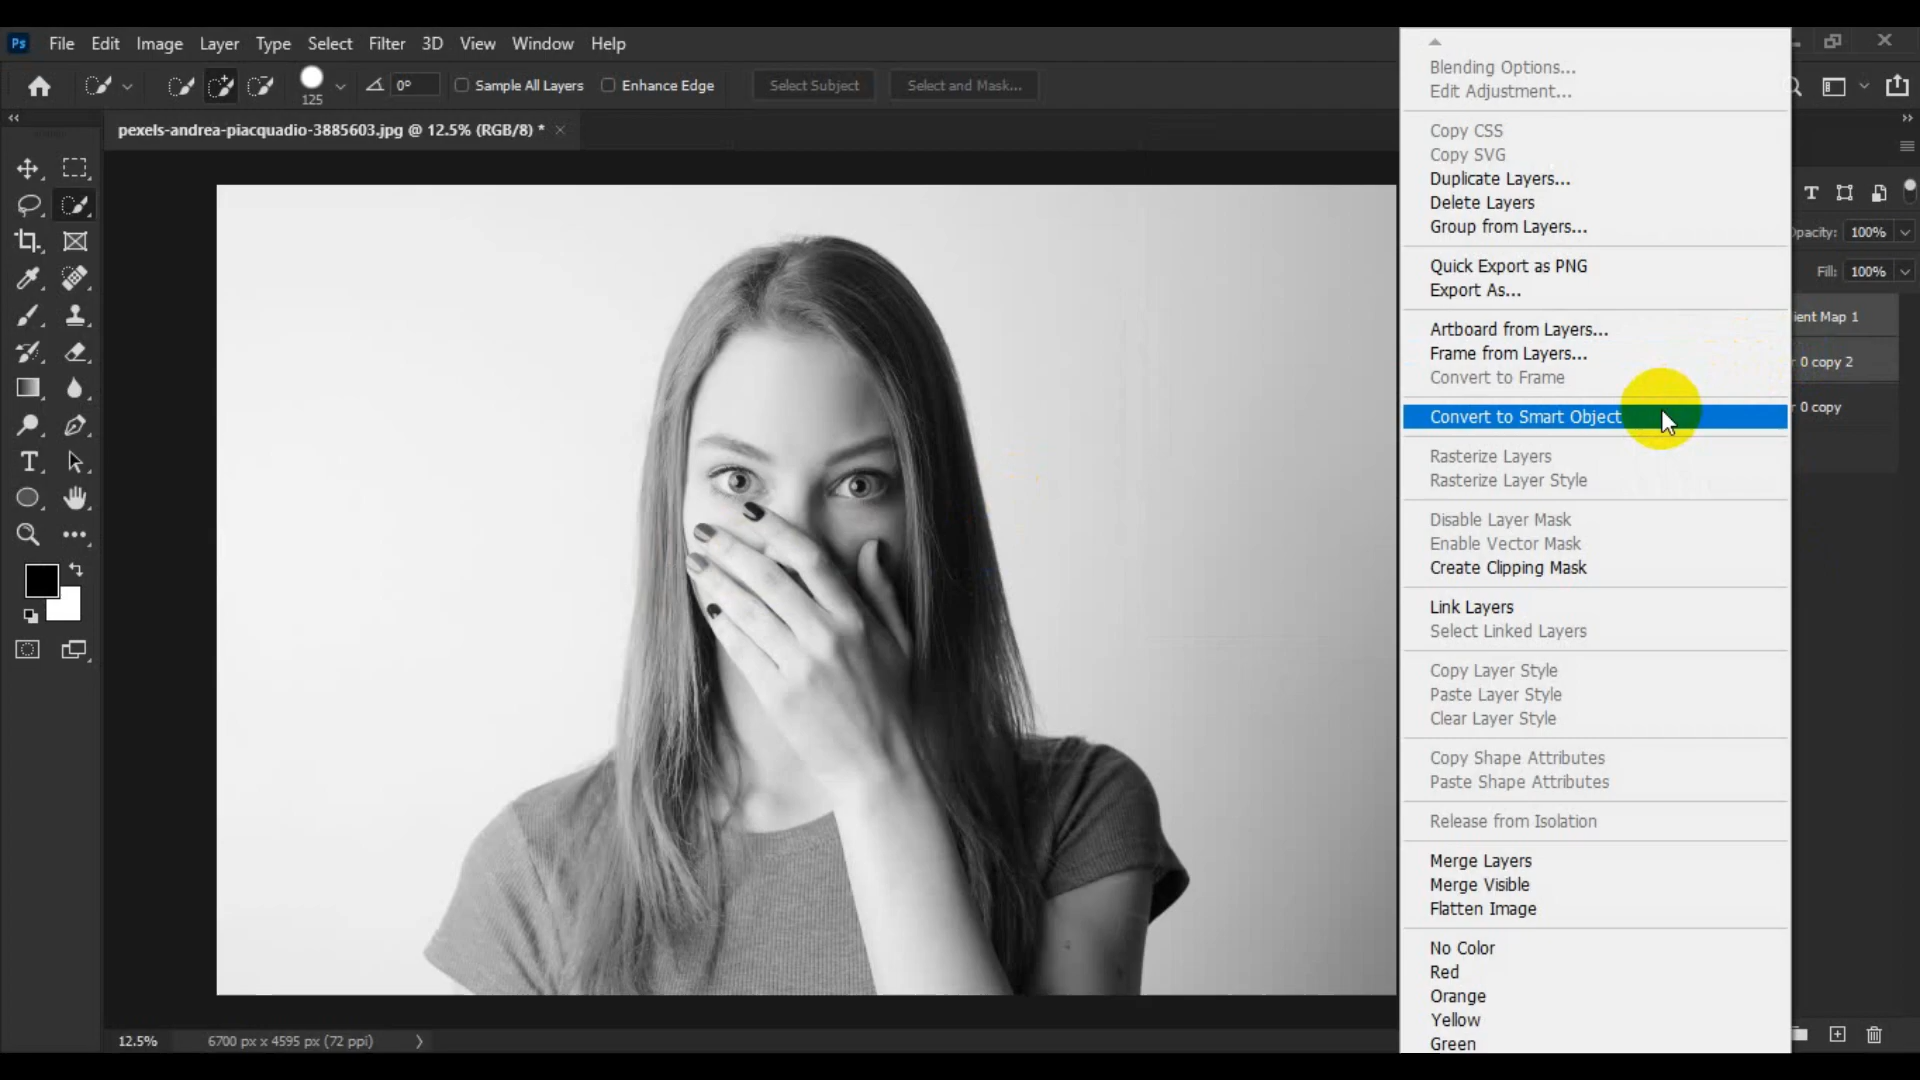 Ps File Edit Image Layer Type Select Filter 3D View Window Help
125 0° Sample All Layers Enhance Edge Select Subject Select and Mask...
pexels-andrea-piacquadio-3885603.jpg @ 12.5% (RGB/8) *
Blending Options...
Edit Adjustment...
Copy CSS
Copy SVG
Duplicate Layers...
Delete Layers
Group from Layers...
Quick Export as PNG
Export As...
Artboard from Layers...
Frame from Layers...
Convert to Frame
Convert to Smart Object
Rasterize Layers
Rasterize Layer Style
Disable Layer Mask
Enable Vector Mask
Create Clipping Mask
Link Layers
Select Linked Layers
Copy Layer Style
Paste Layer Style
Clear Layer Style
Copy Shape Attributes
Paste Shape Attributes
Release from Isolation
Merge Layers
Merge Visible
Flatten Image
No Color
Red
Orange
Yellow
Green
Opacity: 100%
Fill: 100%
ient Map 1
r 0 copy 2
r 0 copy
12.5% 6700 px x 4595 px (72 ppi)